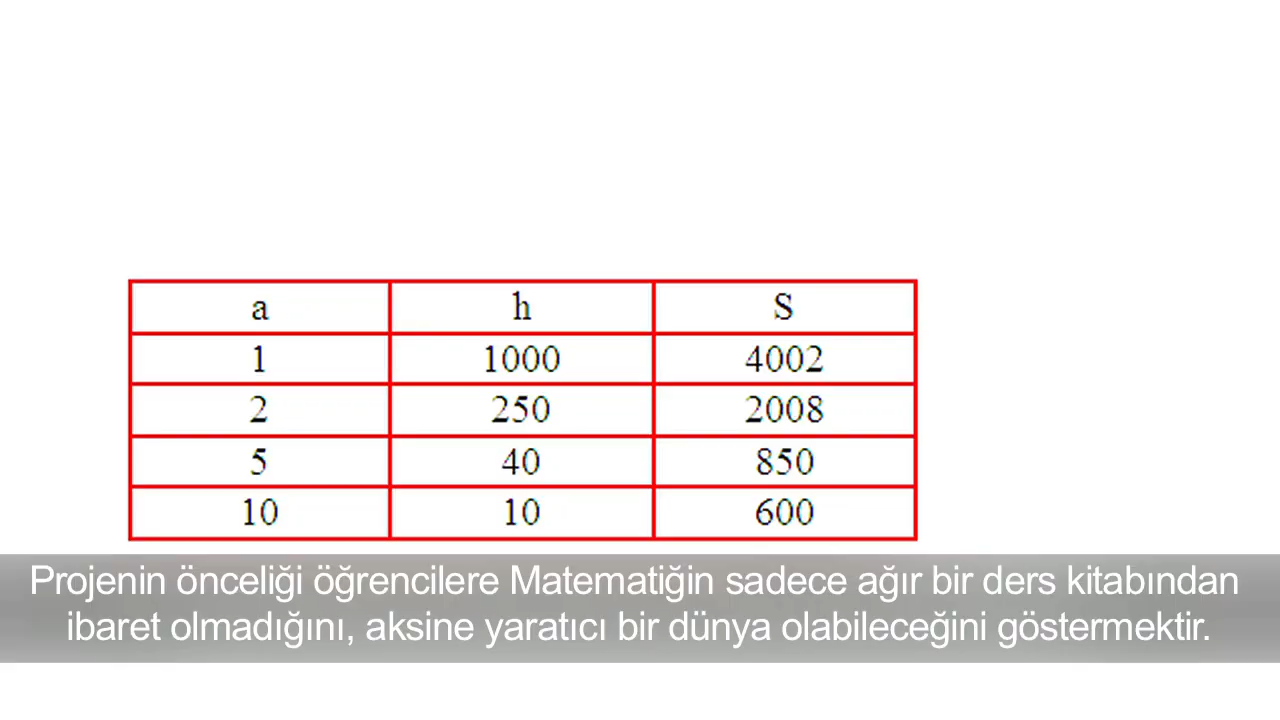 a h S
1 1000 4002
2 250 2008
5 40 850
10 10 600
Projenin önceliği öğrencilere Matematiğin sadece ağır bir ders kitabından
ibaret olmadığını, aksine yaratıcı bir dünya olabileceğini göstermektir.